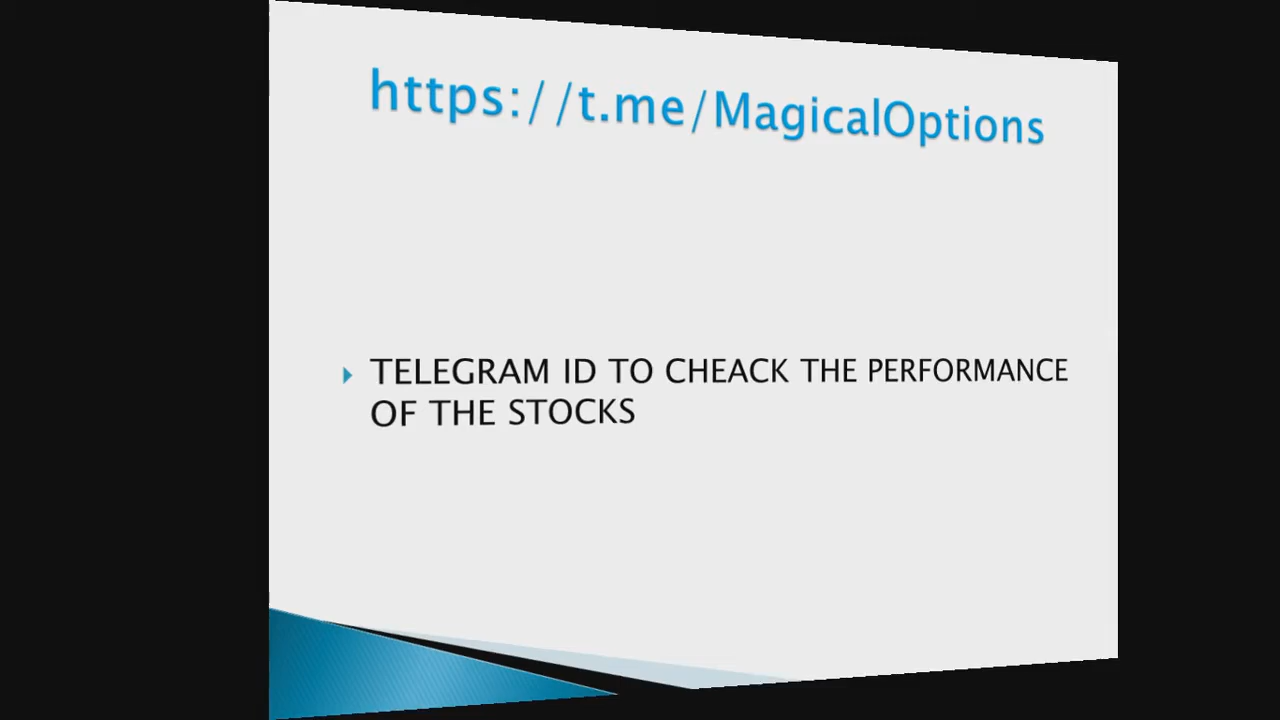 https://t.me/MagicalOptions
TELEGRAM ID TO CHEACK THE PERFORMANCE
OF THE STOCKS